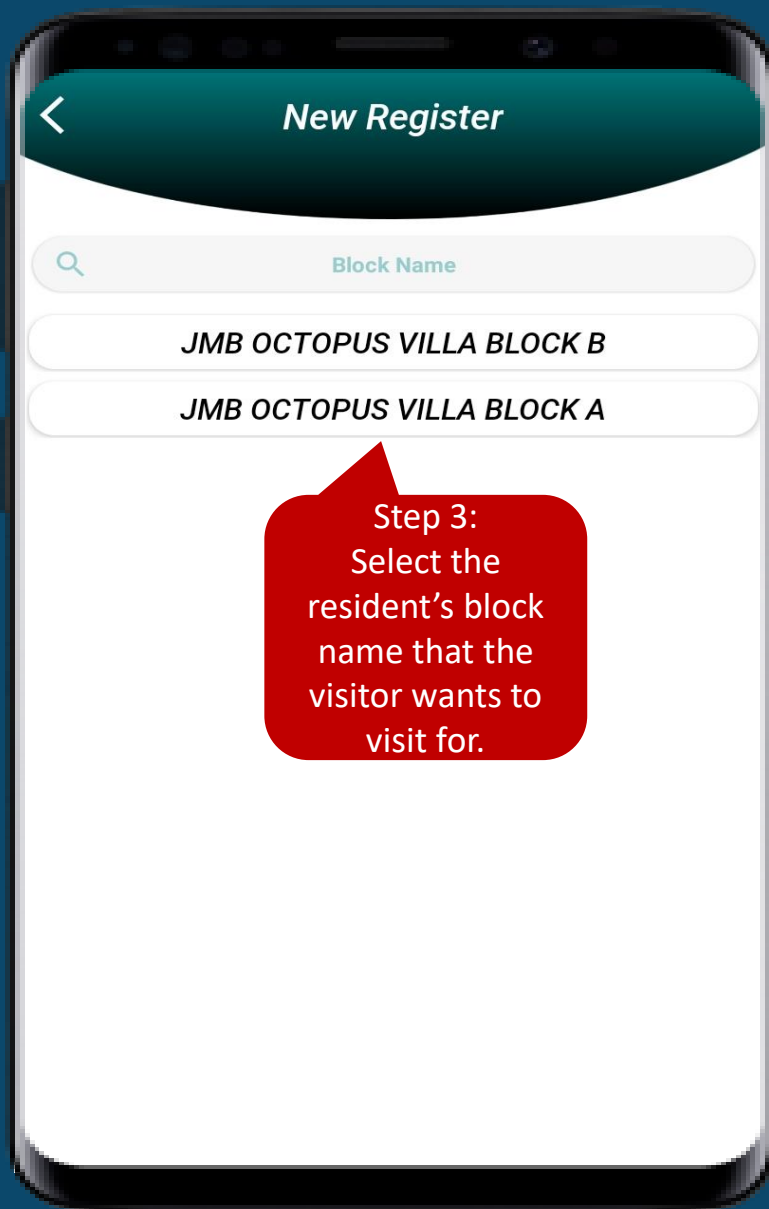 New Register
Block Name
JMB OCTOPUS VILLA BLOCK B
JMB OCTOPUS VILLA BLOCK A
Step 3:
Select the
resident’s block
name that the
visitor wants to
visit for.